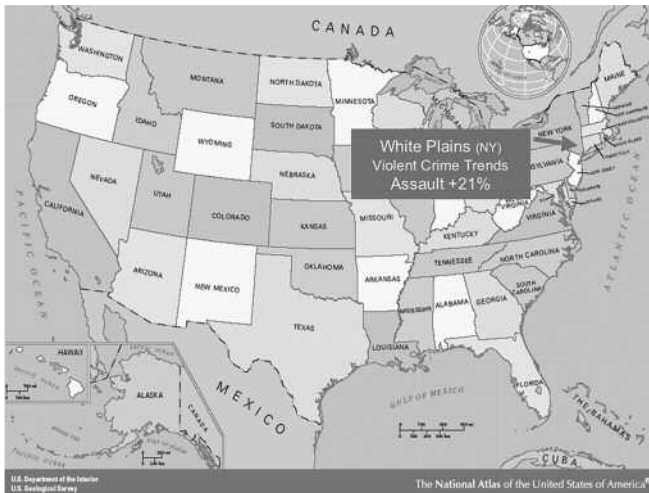 CANADA
WASHINGTON
MONTANA
NORTH DAKOTA
MINNESOTA
MAINE
OREGON
IDAHO
SOUTH DAKOTA
WYOMING
NEW YORK
White Plains (NY)
Violent Crime Trends
Assault +21%
NEBRASKA
NEVADA
UTAH
COLORADO
CALIFORNIA
KANSAS
MISSOURI
VIRGINIA
KENTUCKY
NORTH CAROLINA
TENNESSEE
ARIZONA
NEW MEXICO
OKLAHOMA
ARKANSAS
SOUTH CAROLINA
MISSISSIPPI
ALABAMA
GEORGIA
TEXAS
LOUISIANA
FLORIDA
PACIFIC OCEAN
ATLANTIC OCEAN
HAWAII
ALASKA
CANADA
MEXICO
GULF OF MEXICO
THE BAHAMAS
CUBA
U.S. Department of the Interior
U.S. Geological Survey
The National Atlas of the United States of America®